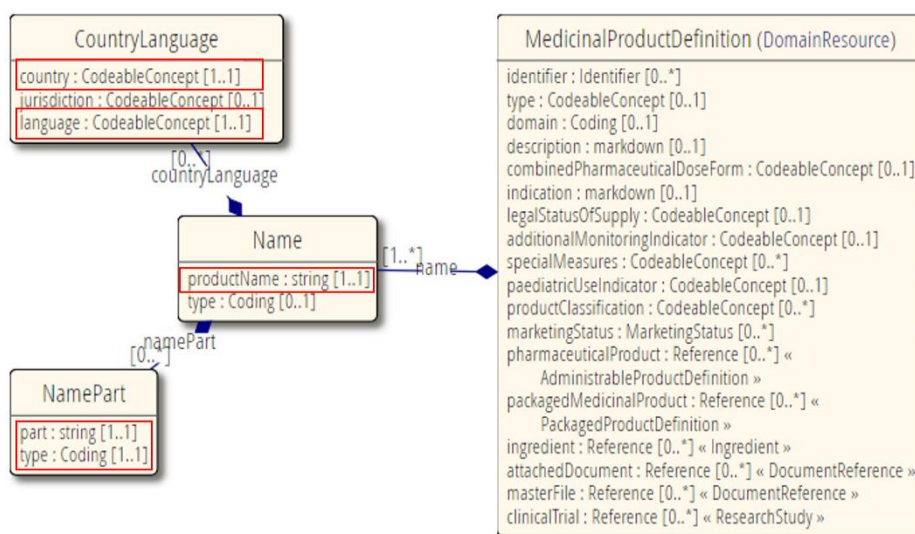 CountryLanguage
country : CodeableConcept [1..1]
jurisdiction : CodeableConcept [0..1]
language : CodeableConcept [1..1]
[0..*]
countryLanguage
Name
productName : string [1..1]
type : Coding [0..1]
[1..*]
name
namePart
[0..*]
NamePart
part : string [1..1]
type : Coding [1..1]
MedicinalProductDefinition (DomainResource)
identifier : Identifier [0..*]
type : CodeableConcept [0..1]
domain : Coding [0..1]
description : markdown [0..1]
combinedPharmaceuticalDoseForm : CodeableConcept [0..1]
indication : markdown [0..1]
legalStatusOfSupply : CodeableConcept [0..1]
additionalMonitoringIndicator : CodeableConcept [0..1]
specialMeasures : CodeableConcept [0..*]
paediatricUseIndicator : CodeableConcept [0..1]
productClassification : CodeableConcept [0..*]
marketingStatus : MarketingStatus [0..*]
pharmaceuticalProduct : Reference [0..*] «
AdministrableProductDefinition »
packagedMedicinalProduct : Reference [0..*] «
PackagedProductDefinition »
ingredient : Reference [0..*] « Ingredient »
attachedDocument : Reference [0..*] « DocumentReference »
masterFile : Reference [0..*] « DocumentReference »
clinicalTrial : Reference [0..*] « ResearchStudy »